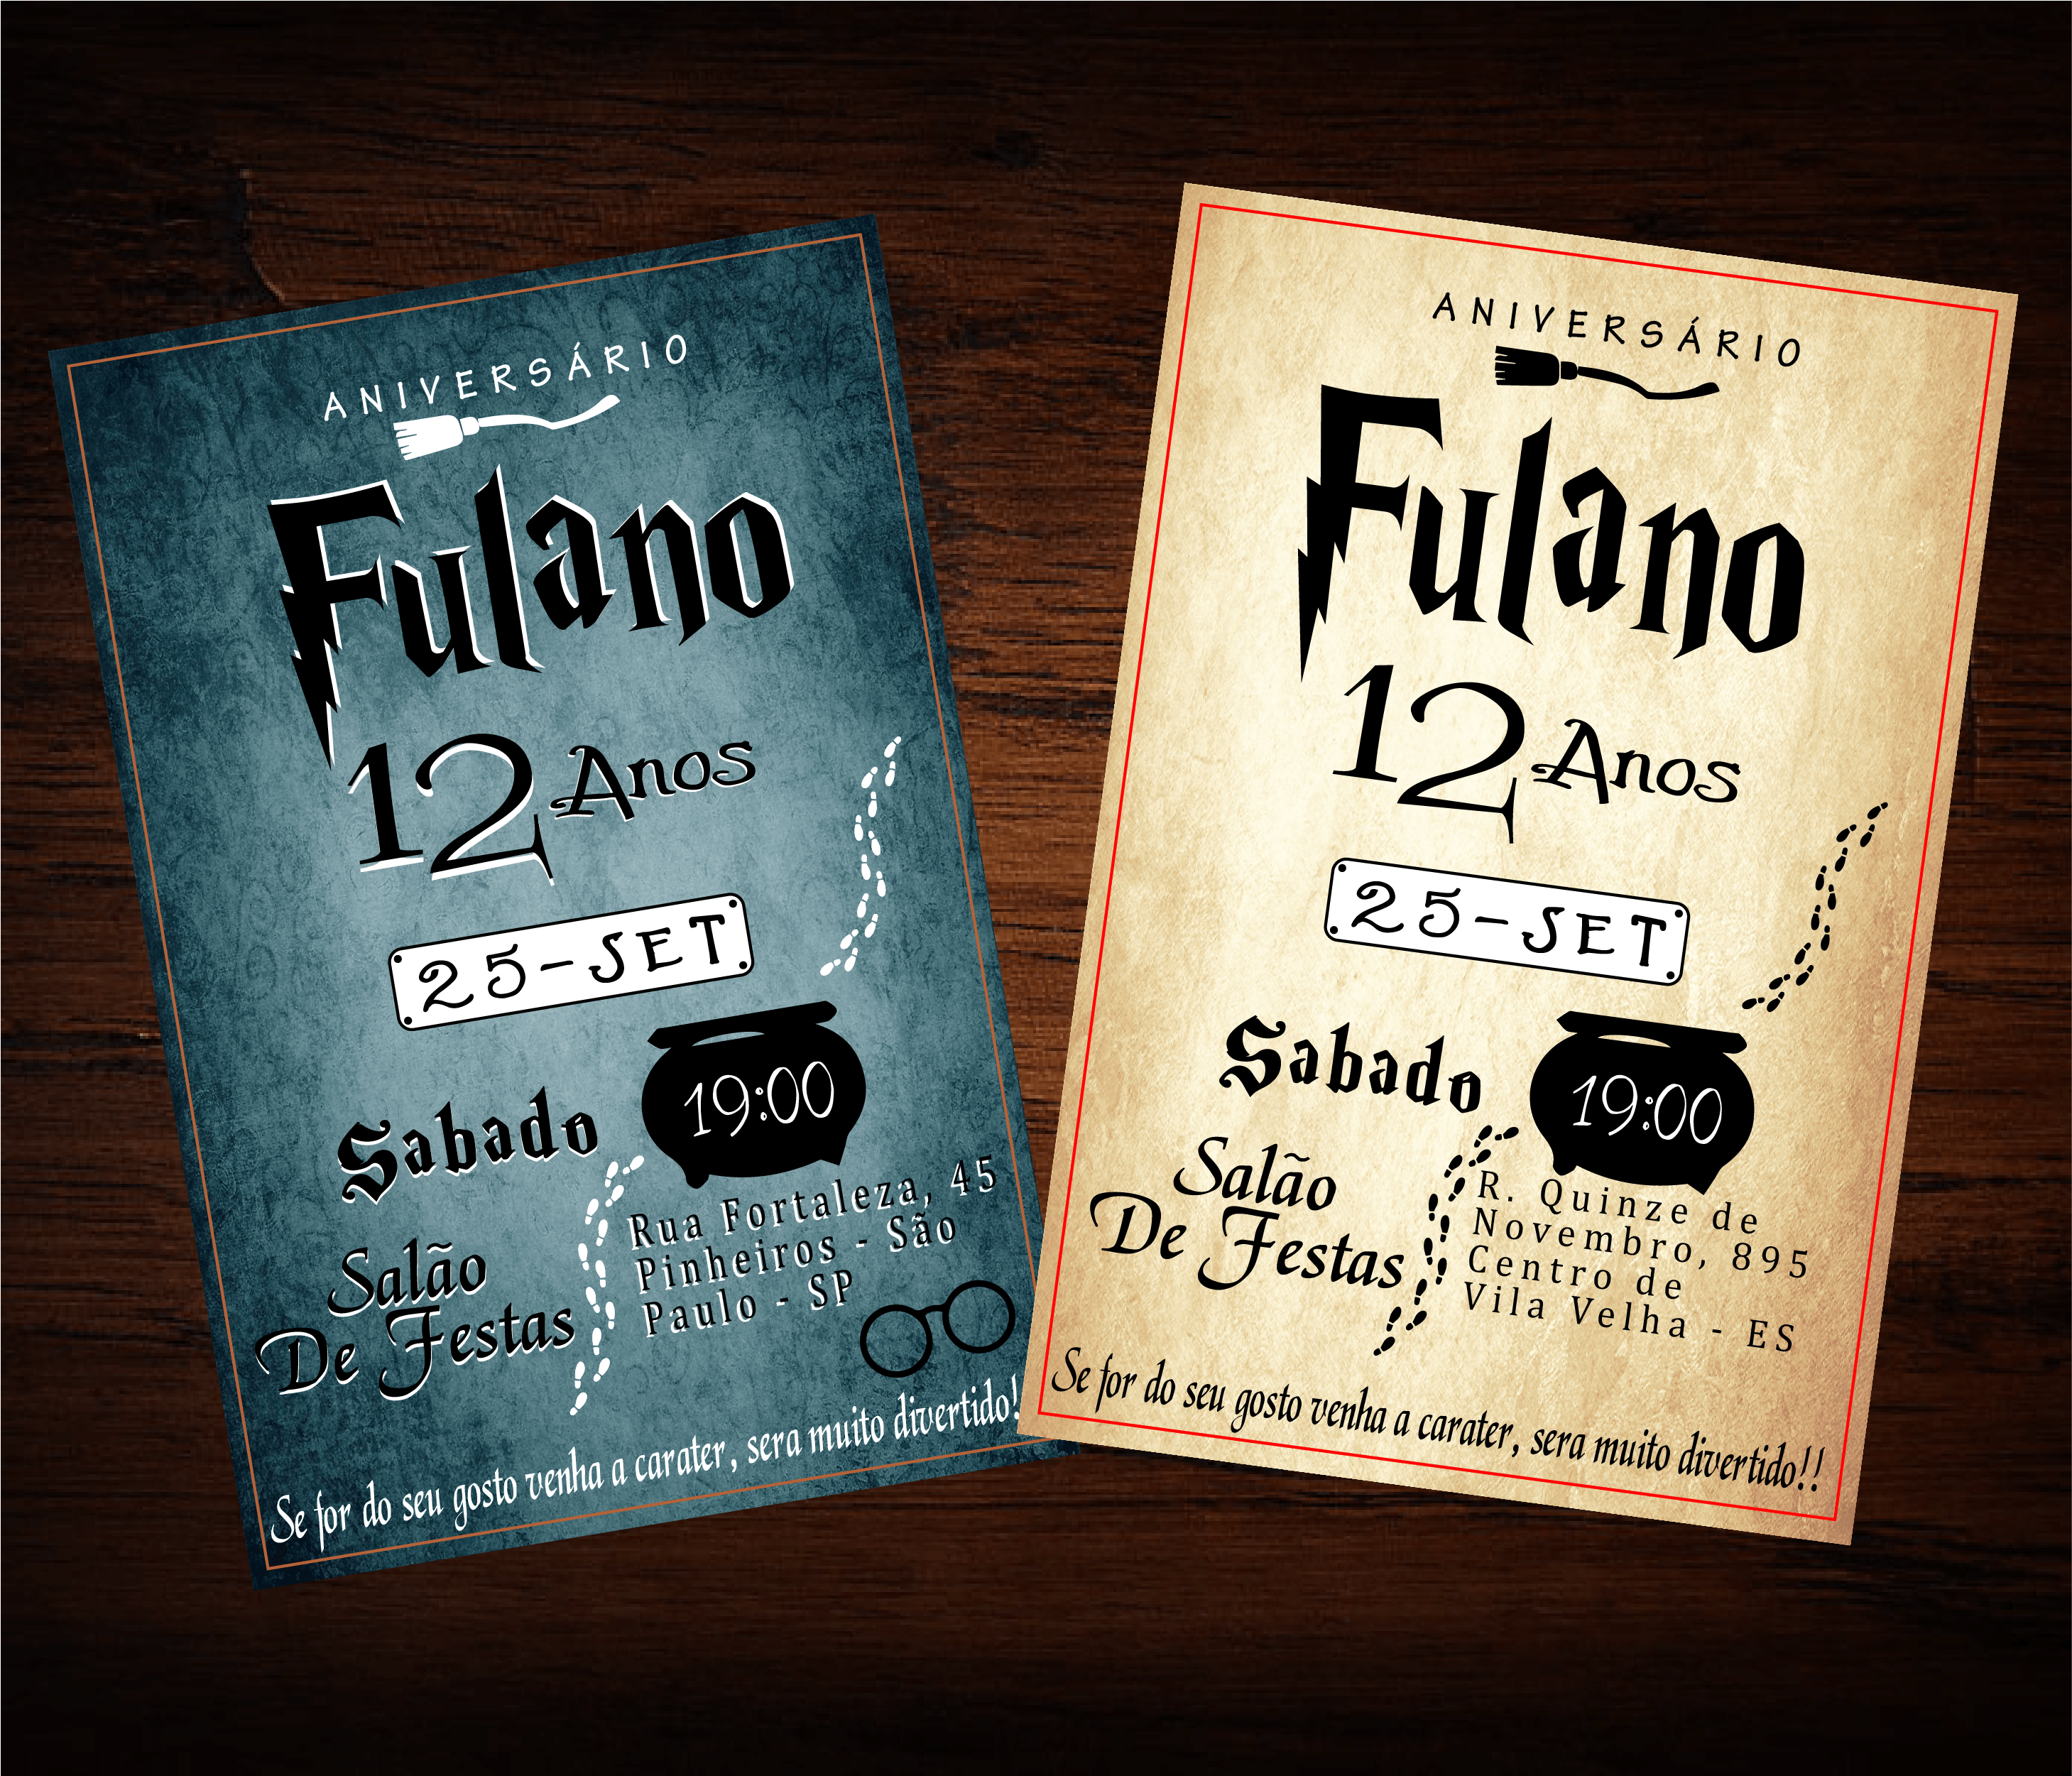 ANIVERSÁRIO
Fulano
12 Anos
25-SET
Sabado
19:00
Salão
De Festas
Rua Fortaleza, 45
Pinheiros - São
Paulo - SP
Se for do seu gosto venha a carater, sera muito divertido!
ANIVERSÁRIO
Fulano
12 Anos
25-SET
Sabado
19:00
Salão
De Festas
R. Quinze de
Novembro, 895
Centro de
Vila Velha - ES
Se for do seu gosto venha a carater, sera muito divertido!!